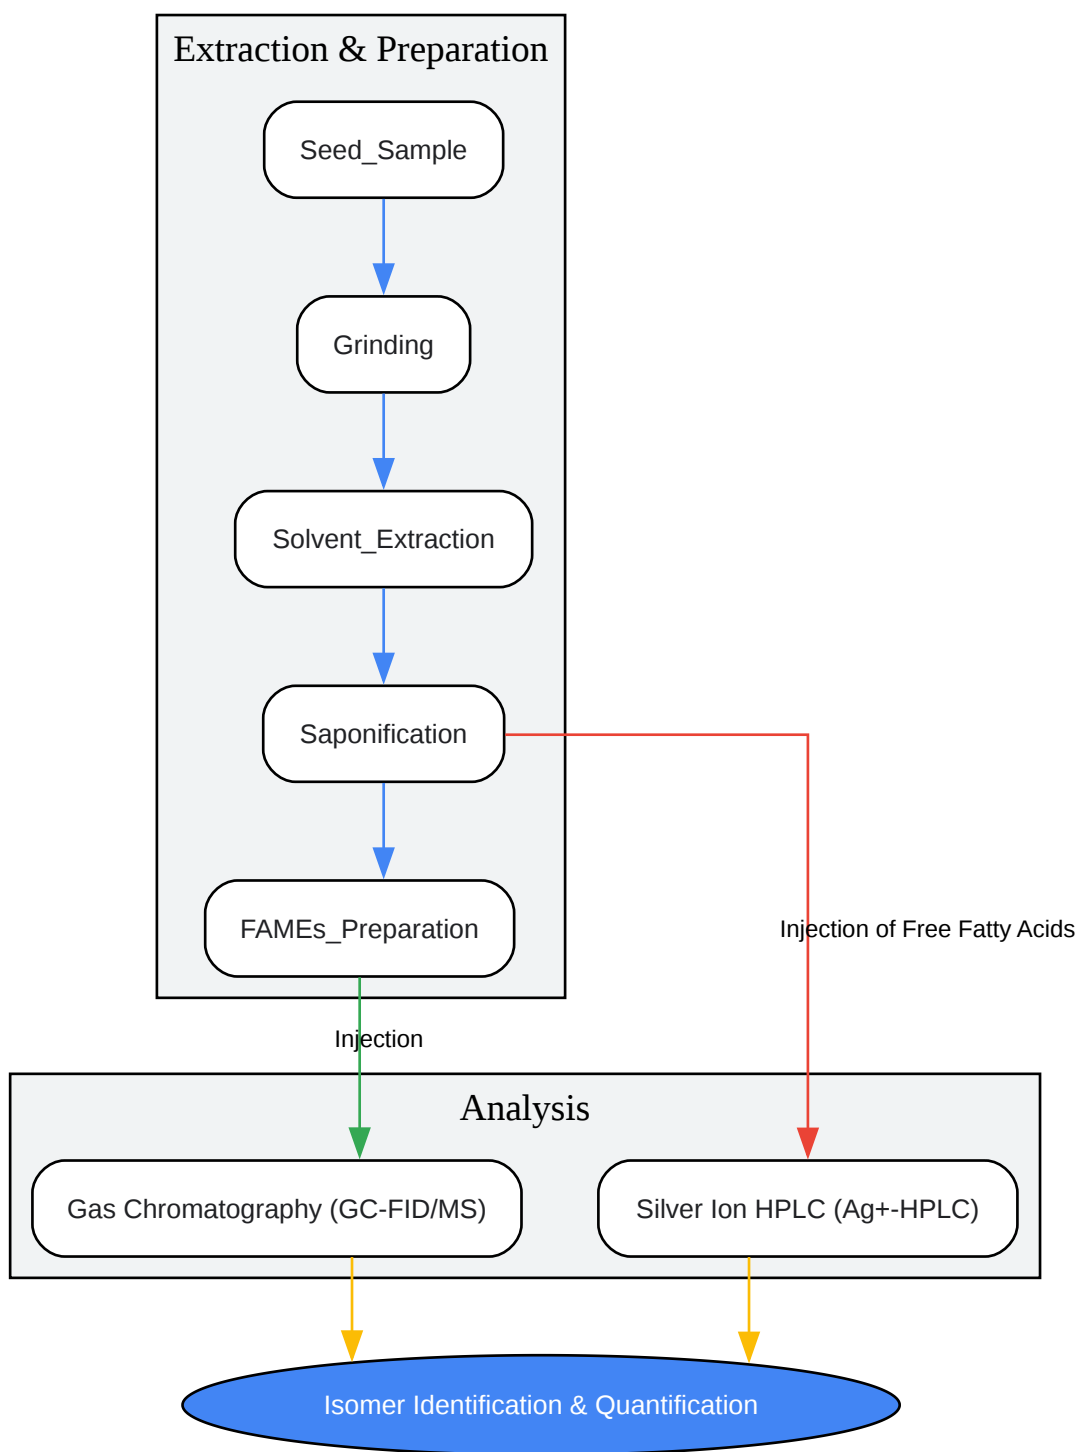 Extraction & Preparation
Seed_Sample
Grinding
Solvent_Extraction
Saponification
FAMEs_Preparation
Injection of Free Fatty Acids
Injection
Analysis
Gas Chromatography (GC-FID/MS)
Silver Ion HPLC (Ag+-HPLC)
Isomer Identification & Quantification